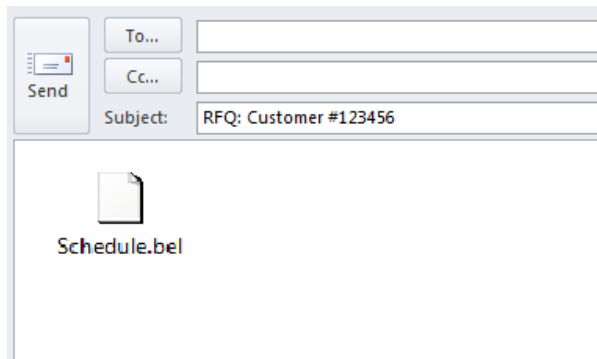 To...
Cc...
Send
Subject: RFQ: Customer #123456
Schedule.bel